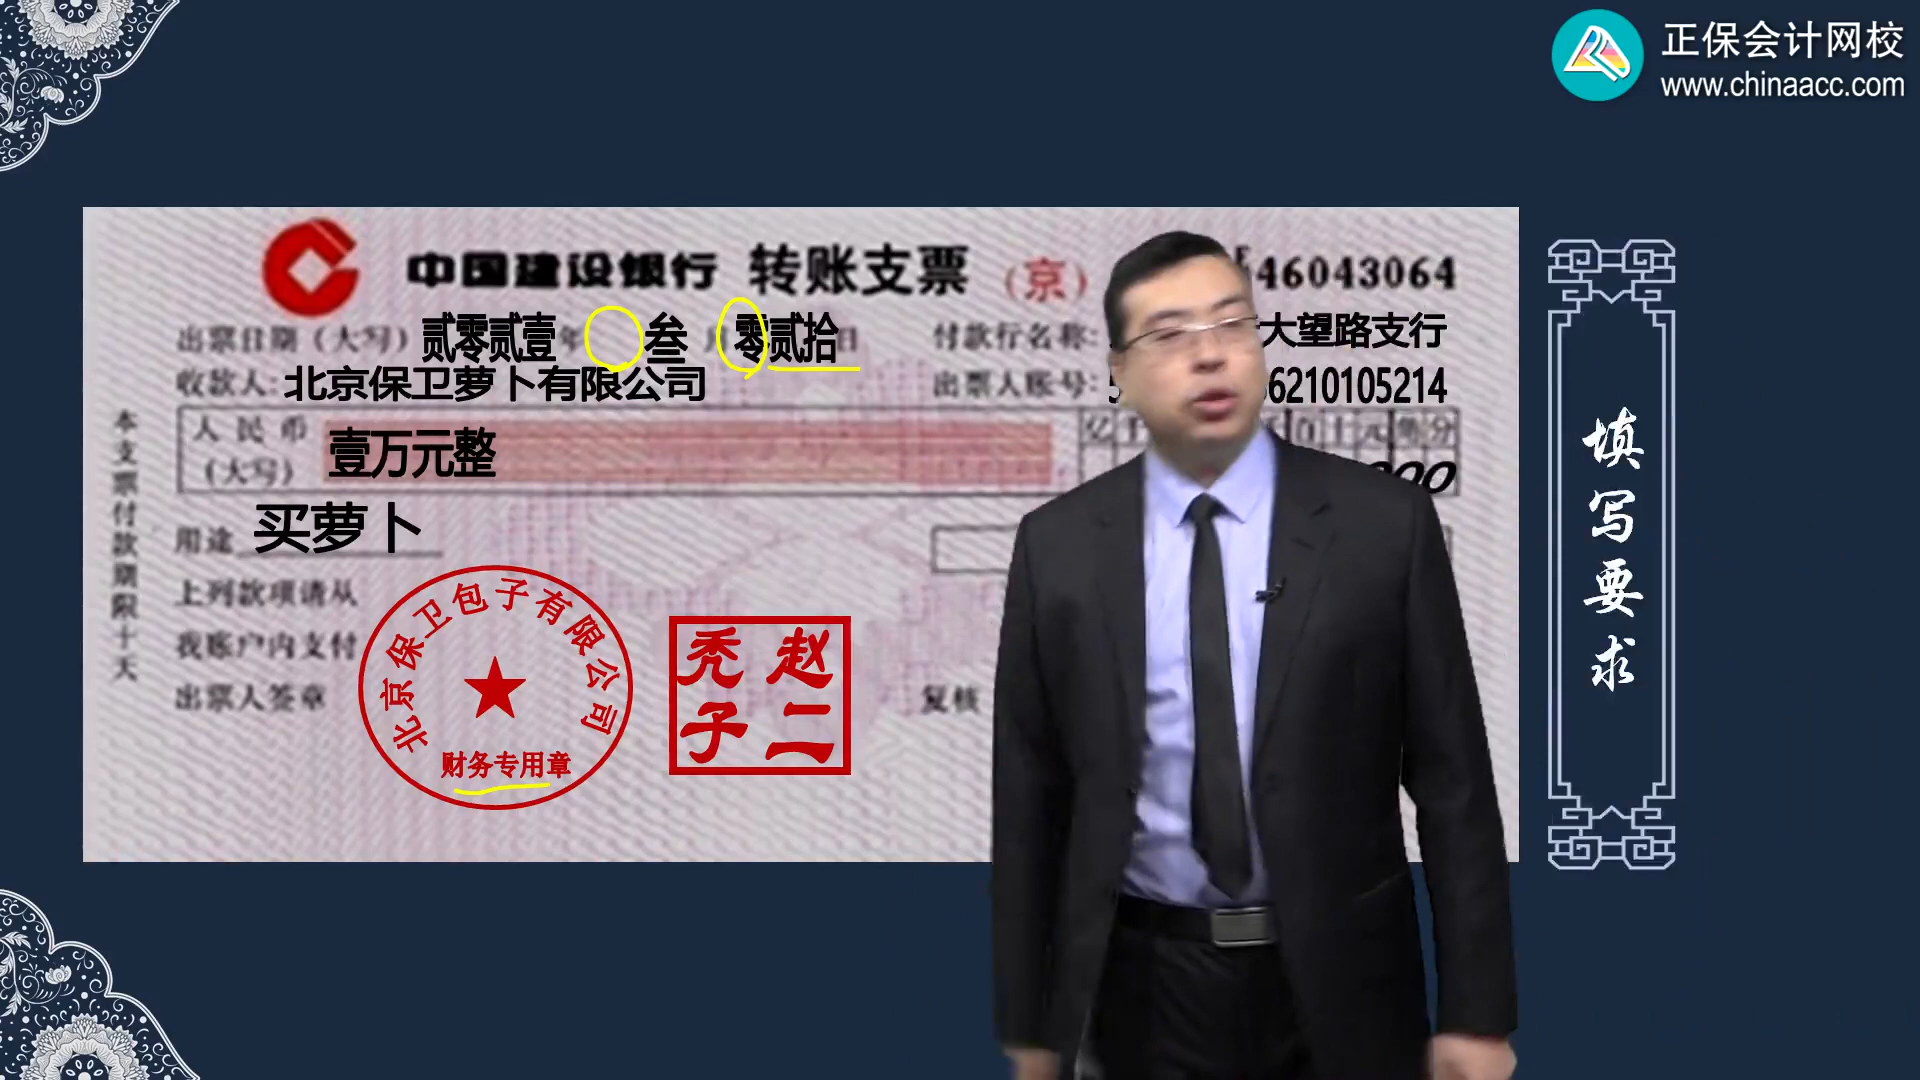 正保会计网校
www.chinaacc.com
中国建设银行 转账支票（京） 46043064
出票日期（大写）贰零贰壹年 叁 月 零贰拾日 付款行名称: 大望路支行
收款人: 北京保卫萝卜有限公司 出票人账号: 6210105214
人民币
（大写） 壹万元整
亿 元角分
000
用途 买萝卜
上列款项请从
我账户内支付
出票人签章
复核
本支票付款期限十天
北京保卫包子有限公司
财务专用章
赵二
秃子
填写要求